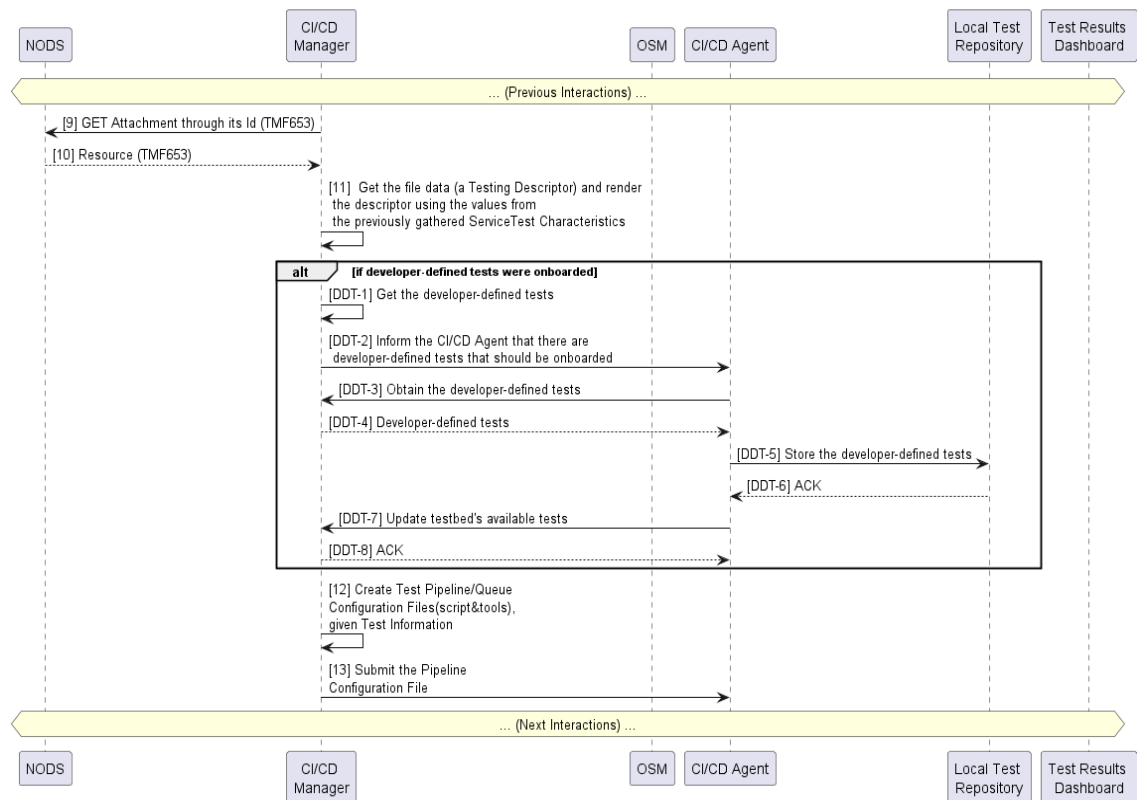 NODS
CI/CD
Manager
OSM
CI/CD Agent
Local Test
Repository
Test Results
Dashboard
... (Previous Interactions) ...
[9] GET Attachment through its Id (TMF653)
[10] Resource (TMF653)
[11] Get the file data (a Testing Descriptor) and render
the descriptor using the values from
the previously gathered ServiceTest Characteristics
alt [if developer-defined tests were onboarded]
[DDT-1] Get the developer-defined tests
[DDT-2] Inform the CI/CD Agent that there are
developer-defined tests that should be onboarded
[DDT-3] Obtain the developer-defined tests
[DDT-4] Developer-defined tests
[DDT-5] Store the developer-defined tests
[DDT-6] ACK
[DDT-7] Update testbed's available tests
[DDT-8] ACK
[12] Create Test Pipeline/Queue
Configuration Files(script&tools),
given Test Information
[13] Submit the Pipeline
Configuration File
... (Next Interactions) ...
NODS
CI/CD
Manager
OSM
CI/CD Agent
Local Test
Repository
Test Results
Dashboard